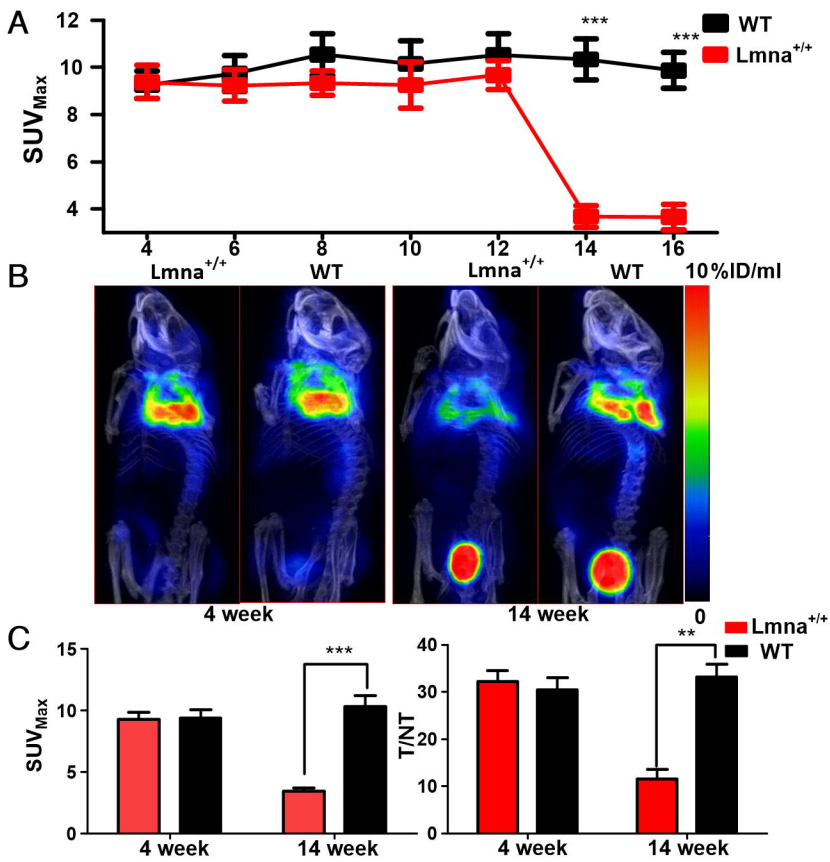 A
12
10
8
6
4
SUVMax
***
***
WT
Lmna+/+
4 6 8 10 12 14 16
B
Lmna+/+ WT Lmna+/+ WT 10%ID/ml
4 week 14 week 0
C
Lmna+/+
WT
15
10
5
0
SUVMax
***
4 week 14 week
40
30
20
10
0
T/NT
**
4 week 14 week